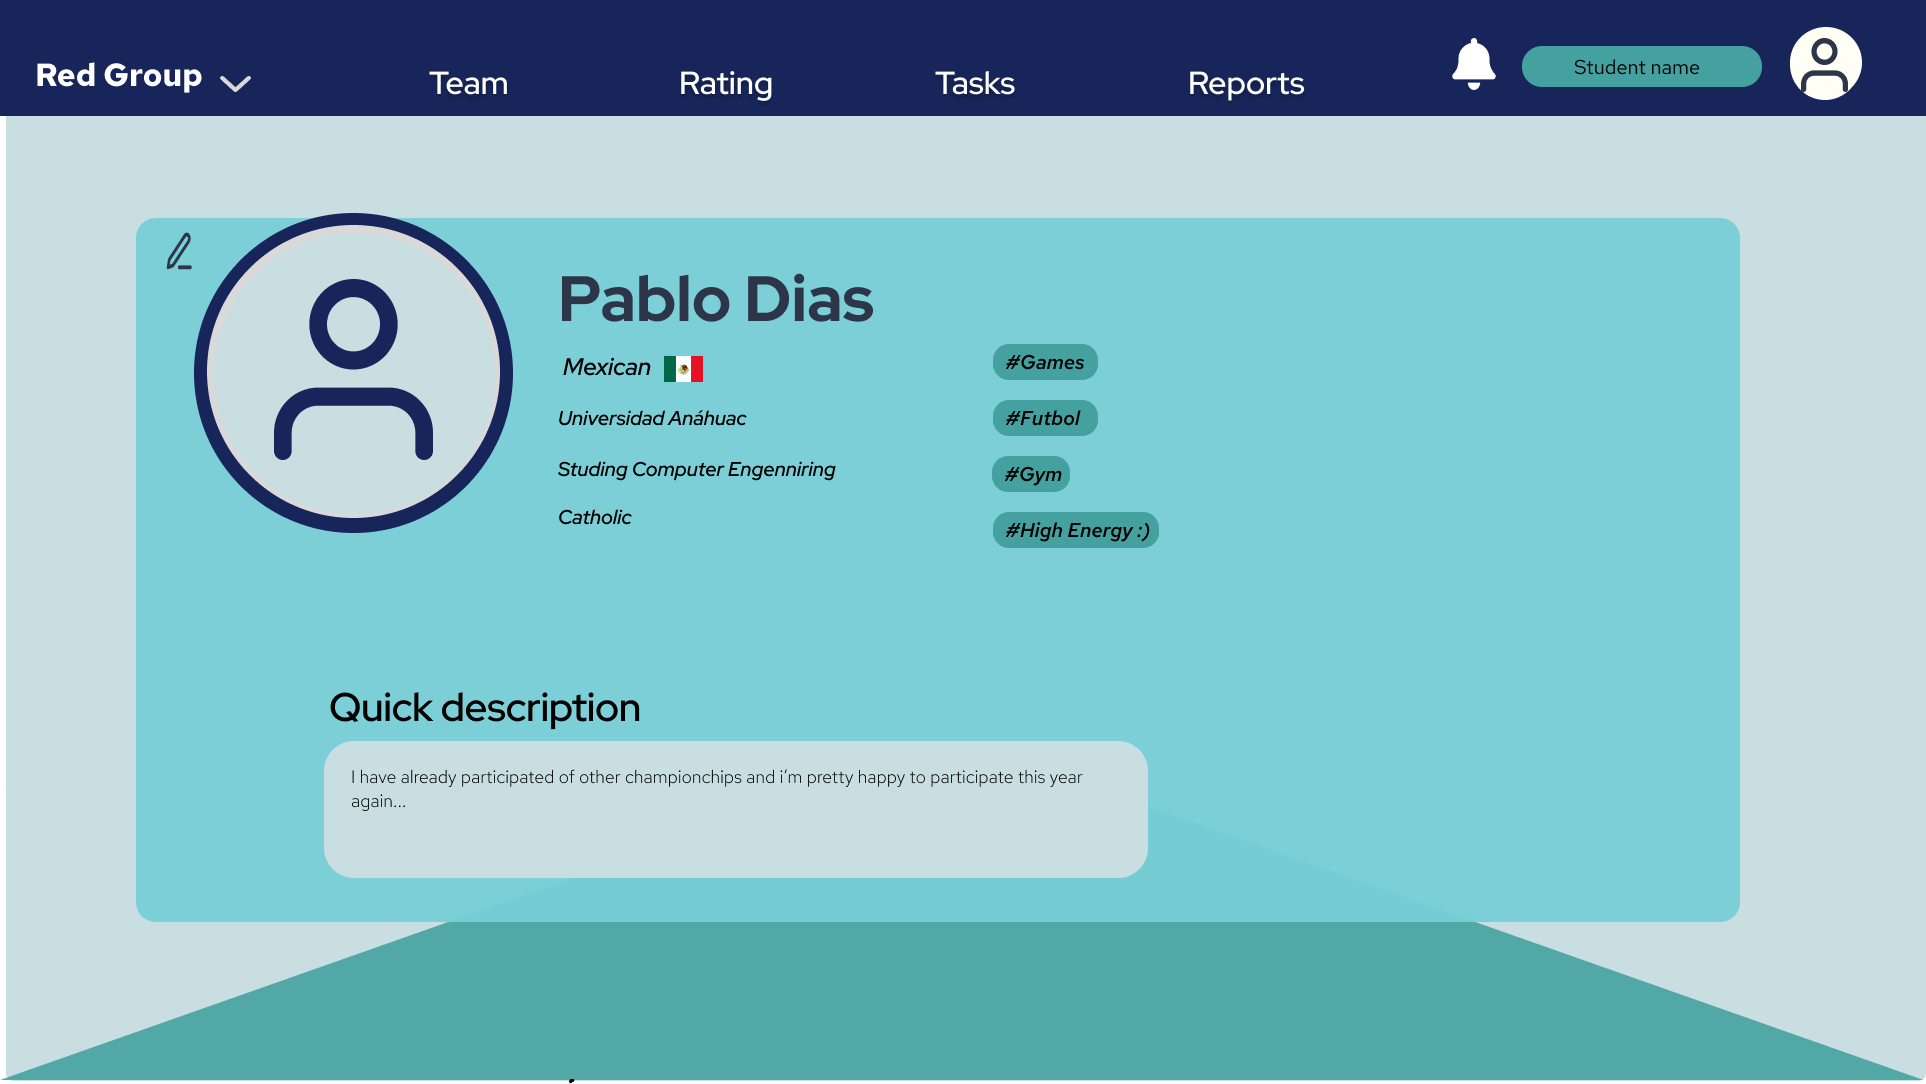 Red Group
Team
Rating
Tasks
Reports
Student name
Pablo Dias
Mexican
Universidad Anáhuac
Studing Computer Engenniring
Catholic
#Games
#Futbol
#Gym
#High Energy :)
Quick description
I have already participated of other championchips and i’m pretty happy to participate this year
again...